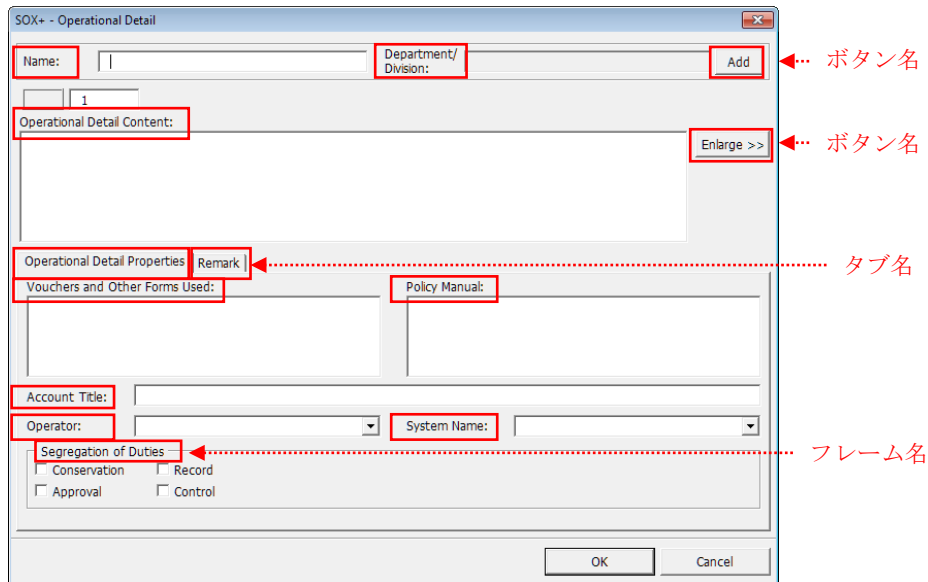 SOX+ - Operational Detail
Name:
Department/
Division:
Add
ボタン名
1
Operational Detail Content:
Enlarge >>
ボタン名
Operational Detail Properties
Remark
タブ名
Vouchers and Other Forms Used:
Policy Manual:
Account Title:
Operator:
System Name:
Segregation of Duties
フレーム名
Conservation
Record
Approval
Control
OK
Cancel